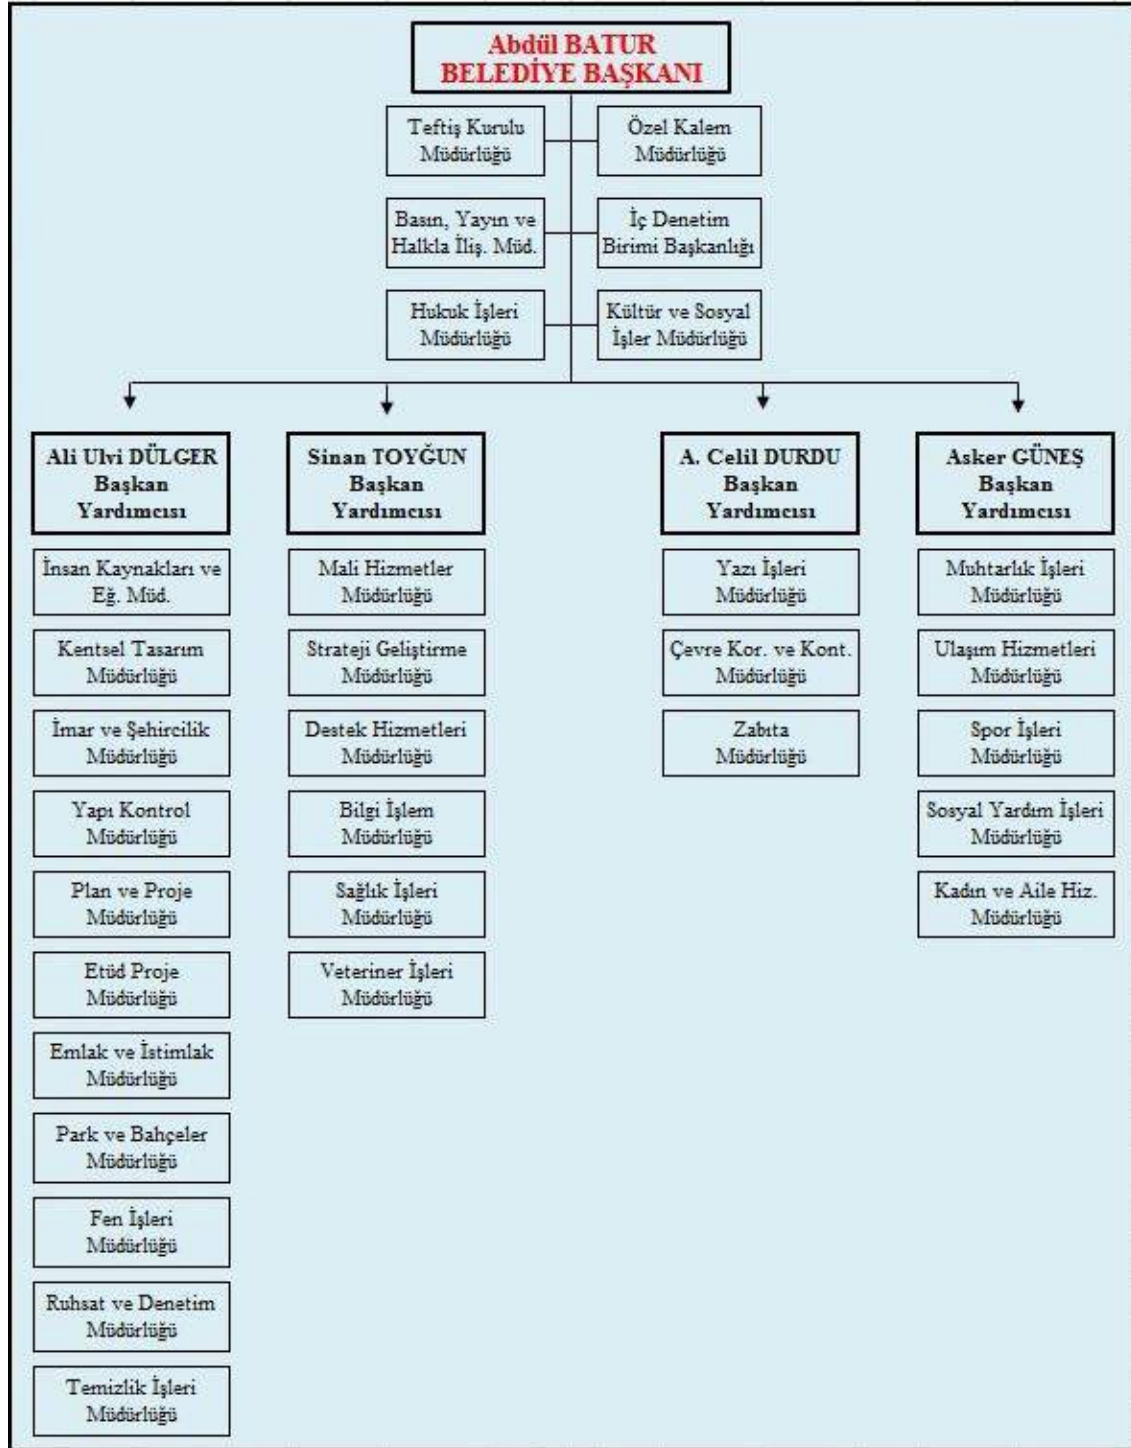 Abdül BATUR
BELEDİYE BAŞKANI
Teftiş Kurulu
Müdürlüğü
Özel Kalem
Müdürlüğü
Basın, Yayın ve
Halkla İliş. Müd.
İç Denetim
Birimi Başkanlığı
Hukuk İşleri
Müdürlüğü
Kültür ve Sosyal
İşler Müdürlüğü
Ali Ulvi DÜLGER
Başkan
Yardımcısı
İnsan Kaynakları ve
Eğ. Müd.
Kentsel Tasarım
Müdürlüğü
İmar ve Şehircilik
Müdürlüğü
Yapı Kontrol
Müdürlüğü
Plan ve Proje
Müdürlüğü
Etüd Proje
Müdürlüğü
Emlak ve İstimlak
Müdürlüğü
Park ve Bahçeler
Müdürlüğü
Fen İşleri
Müdürlüğü
Ruhsat ve Denetim
Müdürlüğü
Temizlik İşleri
Müdürlüğü
Sinan TOYĞUN
Başkan
Yardımcısı
Mali Hizmetler
Müdürlüğü
Strateji Geliştirme
Müdürlüğü
Destek Hizmetleri
Müdürlüğü
Bilgi İşlem
Müdürlüğü
Sağlık İşleri
Müdürlüğü
Veteriner İşleri
Müdürlüğü
A. Celil DURDU
Başkan
Yardımcısı
Yazı İşleri
Müdürlüğü
Çevre Kor. ve Kont.
Müdürlüğü
Zabıta
Müdürlüğü
Asker GÜNEŞ
Başkan
Yardımcısı
Muhtarlık İşleri
Müdürlüğü
Ulaşım Hizmetleri
Müdürlüğü
Spor İşleri
Müdürlüğü
Sosyal Yardım İşleri
Müdürlüğü
Kadın ve Aile Hiz.
Müdürlüğü